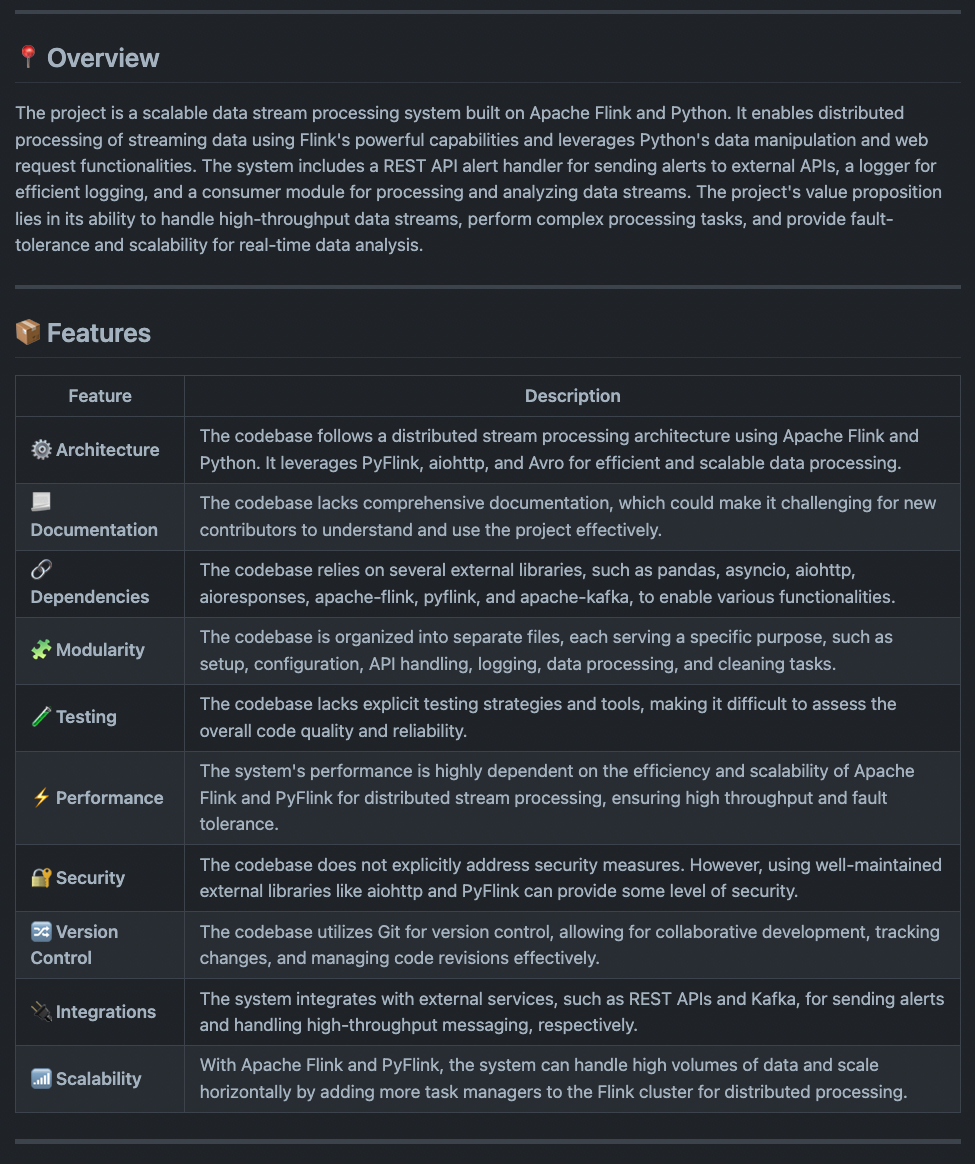 📍 Overview
The project is a scalable data stream processing system built on Apache Flink and Python. It enables distributed
processing of streaming data using Flink's powerful capabilities and leverages Python's data manipulation and web
request functionalities. The system includes a REST API alert handler for sending alerts to external APIs, a logger for
efficient logging, and a consumer module for processing and analyzing data streams. The project's value proposition
lies in its ability to handle high-throughput data streams, perform complex processing tasks, and provide fault-
tolerance and scalability for real-time data analysis.
📦 Features
Feature Description
⚙️ Architecture
The codebase follows a distributed stream processing architecture using Apache Flink and
Python. It leverages PyFlink, aiohttp, and Avro for efficient and scalable data processing.
📃
Documentation
The codebase lacks comprehensive documentation, which could make it challenging for new
contributors to understand and use the project effectively.
🔗
Dependencies
The codebase relies on several external libraries, such as pandas, asyncio, aiohttp,
aioresponses, apache-flink, pyflink, and apache-kafka, to enable various functionalities.
🧩 Modularity
The codebase is organized into separate files, each serving a specific purpose, such as
setup, configuration, API handling, logging, data processing, and cleaning tasks.
🧪 Testing
The codebase lacks explicit testing strategies and tools, making it difficult to assess the
overall code quality and reliability.
⚡ Performance
The system's performance is highly dependent on the efficiency and scalability of Apache
Flink and PyFlink for distributed stream processing, ensuring high throughput and fault
tolerance.
🔐 Security
The codebase does not explicitly address security measures. However, using well-maintained
external libraries like aiohttp and PyFlink can provide some level of security.
🔀 Version
Control
The codebase utilizes Git for version control, allowing for collaborative development, tracking
changes, and managing code revisions effectively.
🔌 Integrations
The system integrates with external services, such as REST APIs and Kafka, for sending alerts
and handling high-throughput messaging, respectively.
📶 Scalability
With Apache Flink and PyFlink, the system can handle high volumes of data and scale
horizontally by adding more task managers to the Flink cluster for distributed processing.